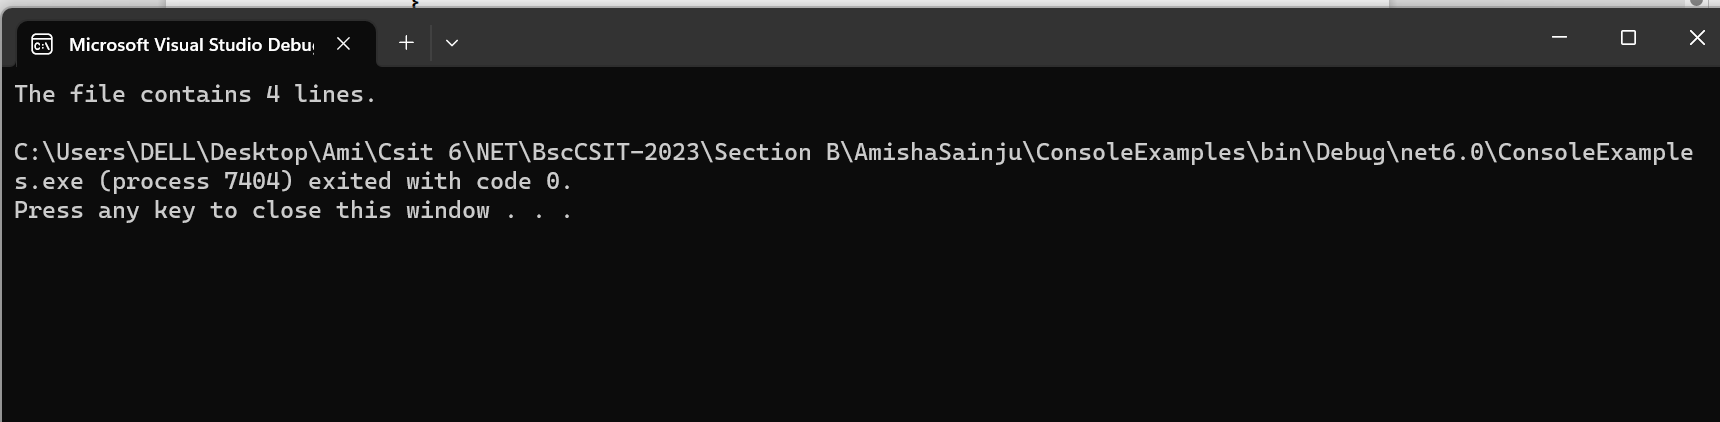 Microsoft Visual Studio Debu
The file contains 4 lines.
C:\Users\DELL\Desktop\Ami\Csit 6\NET\BscCSIT-2023\Section B\AmishaSainju\ConsoleExamples\bin\Debug\net6.0\ConsoleExample
s.exe (process 7404) exited with code 0.
Press any key to close this window . . .